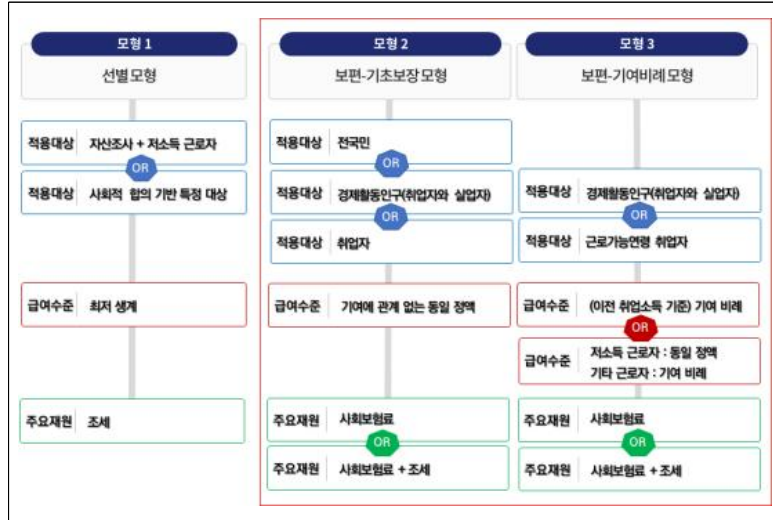 모형 1
선별모형
적용대상 자산조사 + 저소득 근로자
OR
적용대상 사회적 합의 기반 특정 대상
급여수준 최저 생계
주요재원 조세
모형 2
보편-기초보장모형
적용대상 전국민
OR
적용대상 경제활동인구(취업자와 실업자)
OR
적용대상 취업자
급여수준 기여에 관계 없는 동일 정액
주요재원 사회보험료
OR
주요재원 사회보험료 + 조세
모형 3
보편-기여비례모형
적용대상 경제활동인구(취업자와 실업자)
OR
적용대상 근로가능연령 취업자
급여수준 (이전 취업소득 기준) 기여 비례
OR
급여수준 저소득 근로자 : 동일 정액
기타 근로자 : 기여 비례
주요재원 사회보험료
OR
주요재원 사회보험료 + 조세